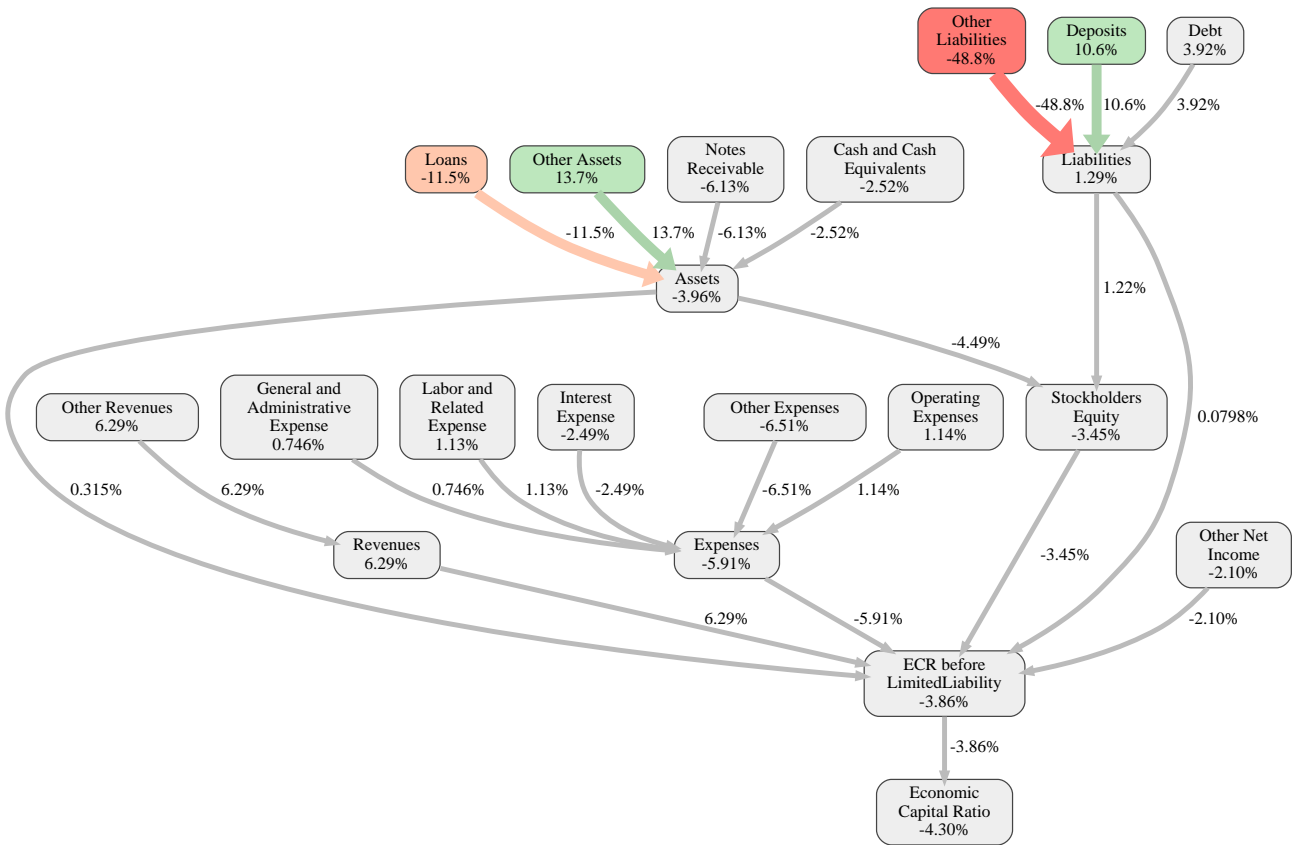 Other
Liabilities
-48.8%
Deposits
10.6%
Debt
3.92%
-48.8%
10.6%
3.92%
Loans
-11.5%
Other Assets
13.7%
Notes
Receivable
-6.13%
Cash and Cash
Equivalents
-2.52%
Liabilities
1.29%
-11.5%
13.7%
-6.13%
-2.52%
Assets
-3.96%
1.22%
-4.49%
Other Revenues
6.29%
General and
Administrative
Expense
0.746%
Labor and
Related
Expense
1.13%
Interest
Expense
-2.49%
Other Expenses
-6.51%
Operating
Expenses
1.14%
Stockholders
Equity
-3.45%
0.0798%
0.315%
6.29%
0.746%
1.13%
-2.49%
-6.51%
1.14%
Revenues
6.29%
Expenses
-5.91%
-3.45%
Other Net
Income
-2.10%
6.29%
-5.91%
-2.10%
ECR before
LimitedLiability
-3.86%
-3.86%
Economic
Capital Ratio
-4.30%